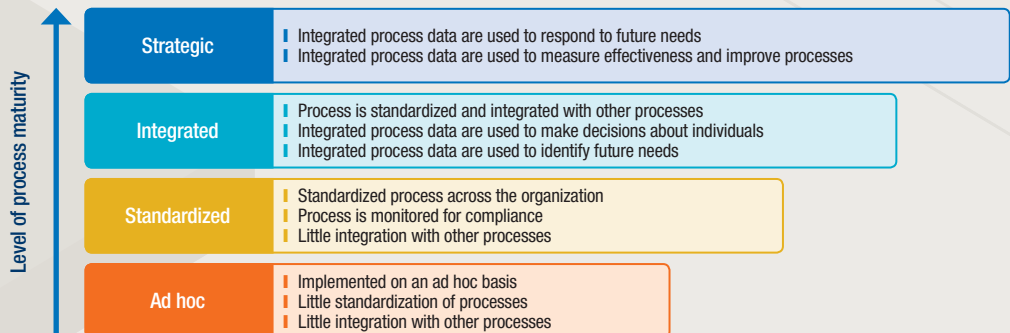 Level of process maturity
Strategic
Integrated process data are used to respond to future needs
Integrated process data are used to measure effectiveness and improve processes
Integrated
Process is standardized and integrated with other processes
Integrated process data are used to make decisions about individuals
Integrated process data are used to identify future needs
Standardized
Standardized process across the organization
Process is monitored for compliance
Little integration with other processes
Ad hoc
Implemented on an ad hoc basis
Little standardization of processes
Little integration with other processes